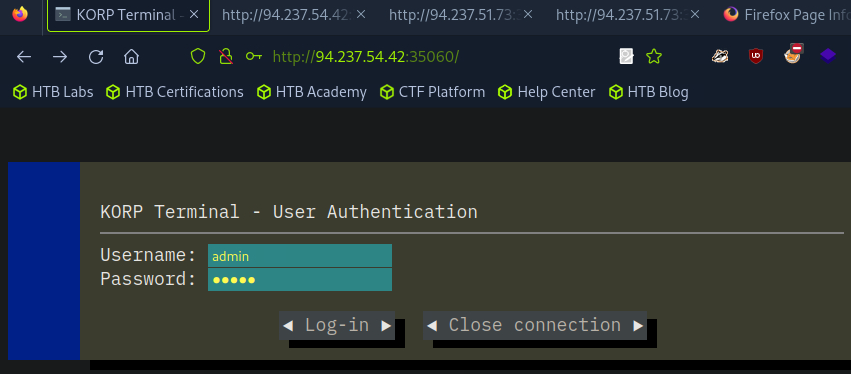 KORP Terminal - http://94.237.54.42: http://94.237.51.73: http://94.237.51.73: Firefox Page Info
http://94.237.54.42:35060/
HTB Labs HTB Certifications HTB Academy CTF Platform Help Center HTB Blog
KORP Terminal - User Authentication
Username: admin
Password: •••••
Log-in Close connection